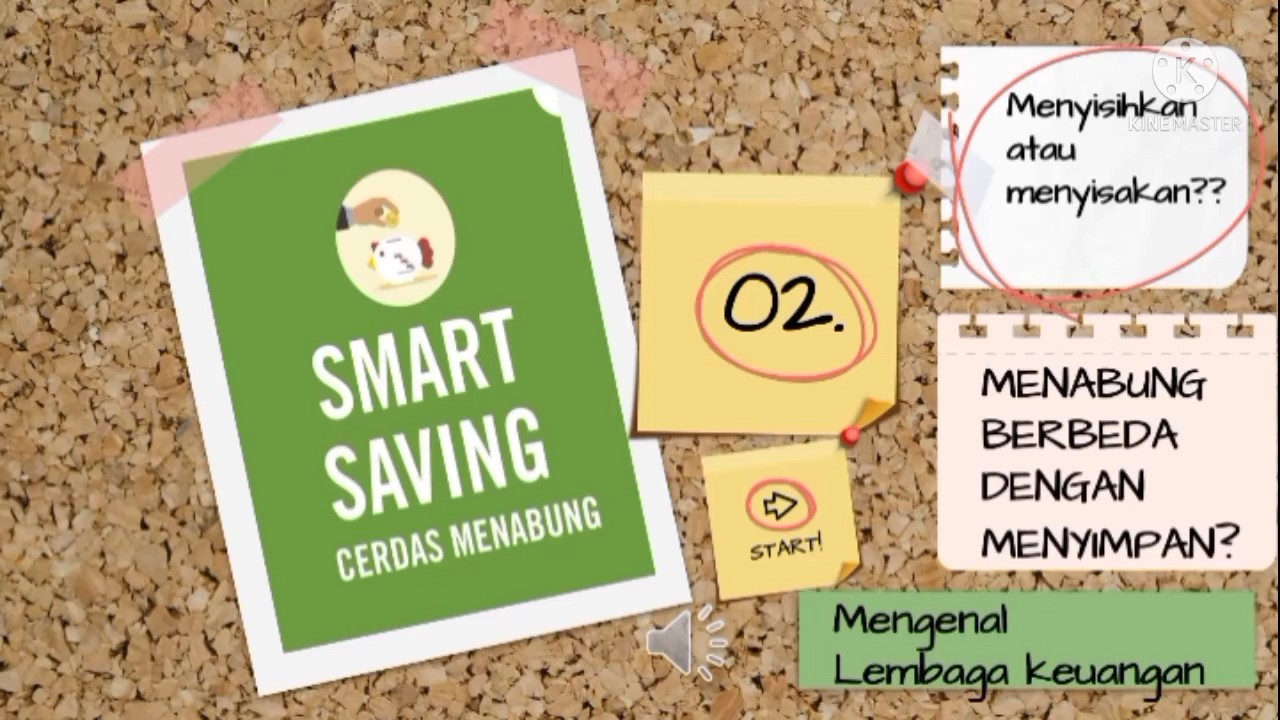 SMART
SAVING
CERDAS MENABUNG
02.
START!
Menyisihkan
atau
menyisakan??
K
KINEMASTER
MENABUNG
BERBEDA
DENGAN
MENYIMPAN?
Mengenal
Lembaga keuangan